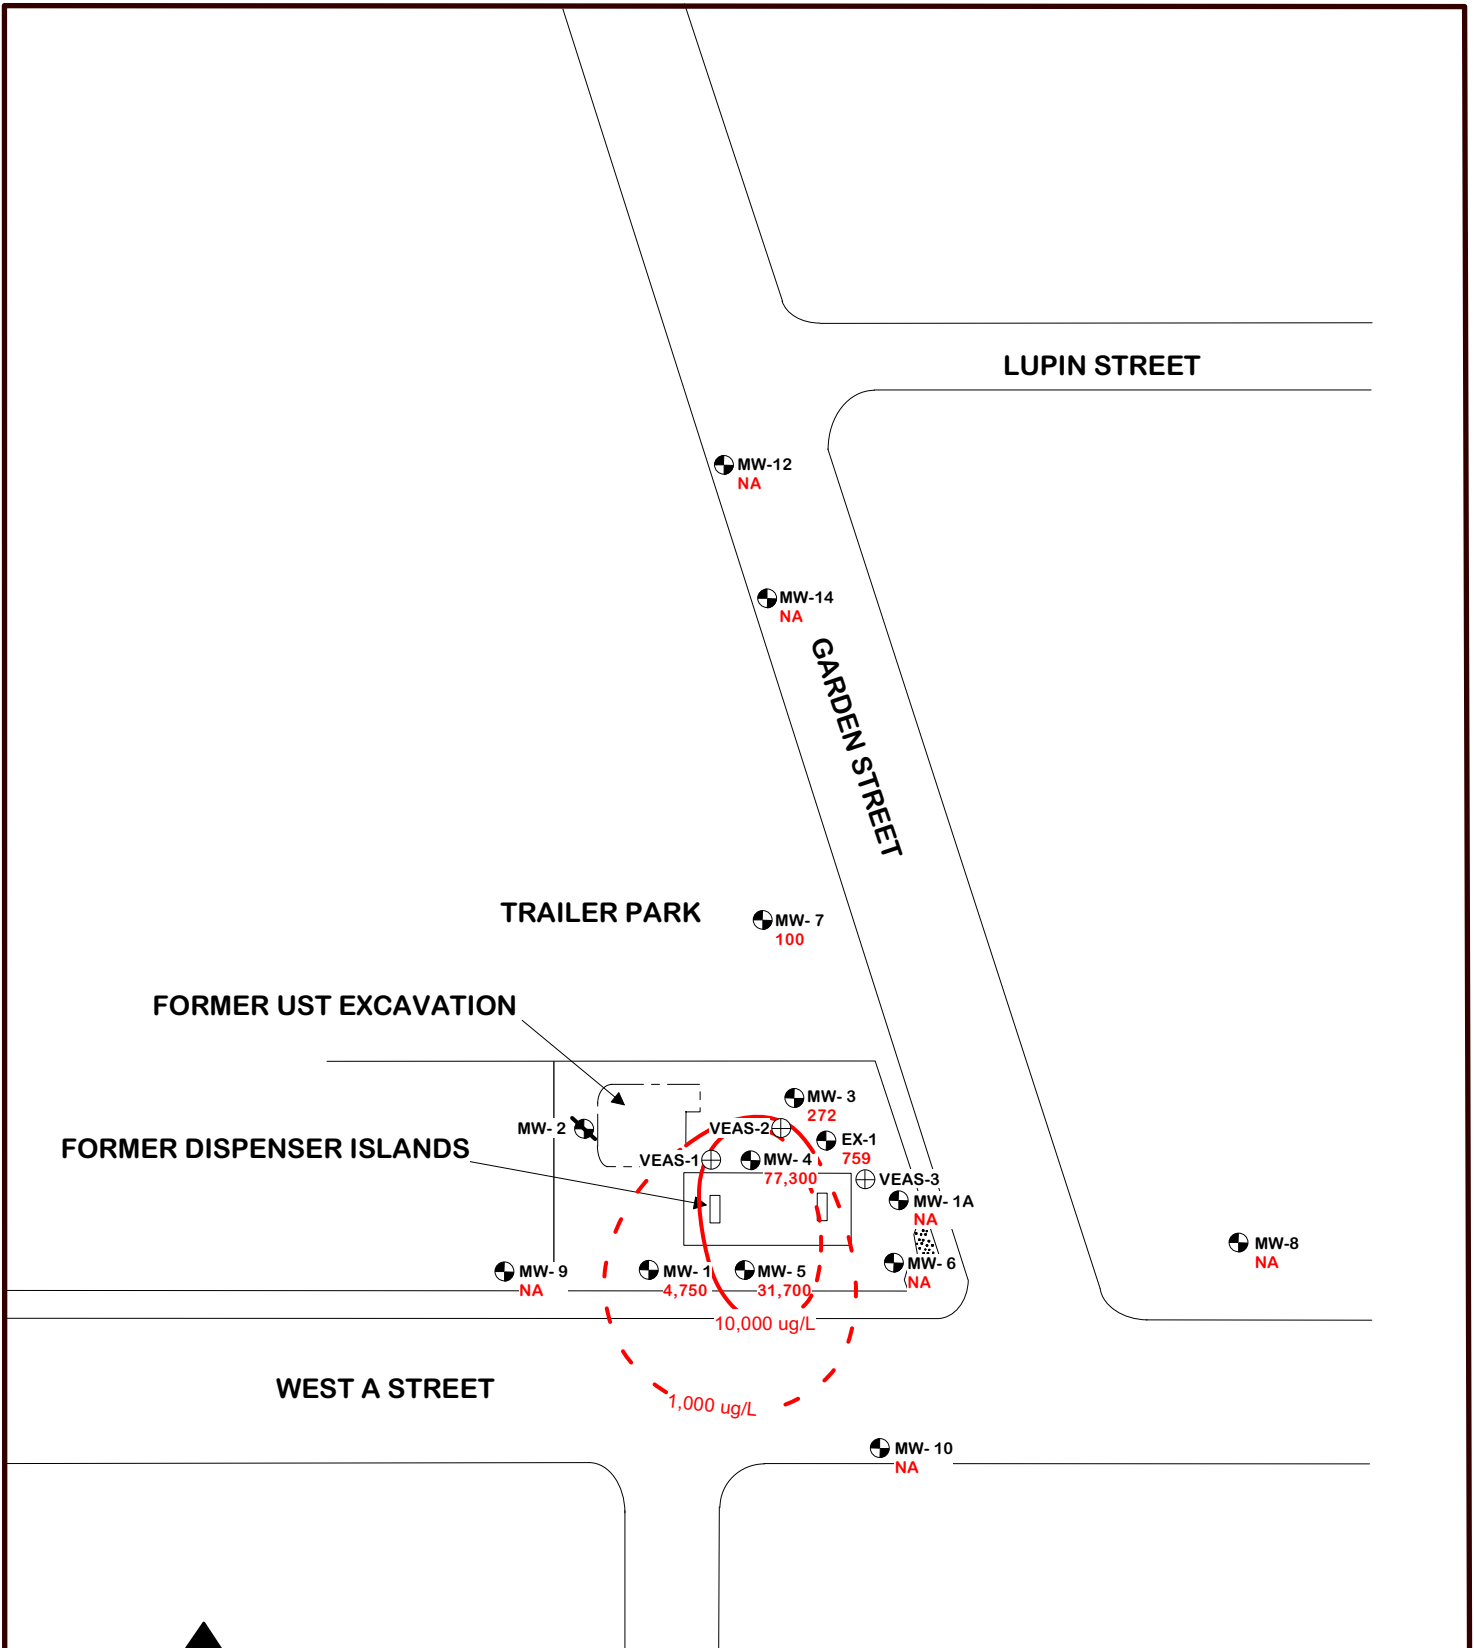 LUPIN STREET
MW-12
NA
MW-14
NA
GARDEN STREET
TRAILER PARK
MW- 7
100
FORMER UST EXCAVATION
MW- 3
272
MW- 2
VEAS-2
EX-1
759
FORMER DISPENSER ISLANDS
VEAS-1
MW- 4
77,300
VEAS-3
MW- 1A
NA
MW-8
NA
MW- 6
NA
MW- 9
NA
MW- 1
4,750
MW- 5
31,700
10,000 ug/L
WEST A STREET
1,000 ug/L
MW- 10
NA